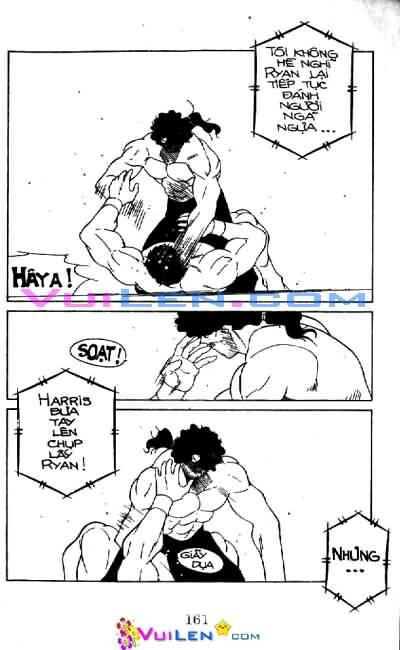 TÔI KHÔNG
HỀ NGHĨ
RYAN LẠI
TIẾP TỤC
ĐÁNH
NGƯỜI
NGÃ
NGỰA...
HÂYA!
VUILEN.COM
SOẠT!
HARRIS
ĐƯA
TAY
LÊN
CHỤP
LẤY
RYAN!
GIÃY
DỤA
NHƯNG
...
161
VUILEN.COM